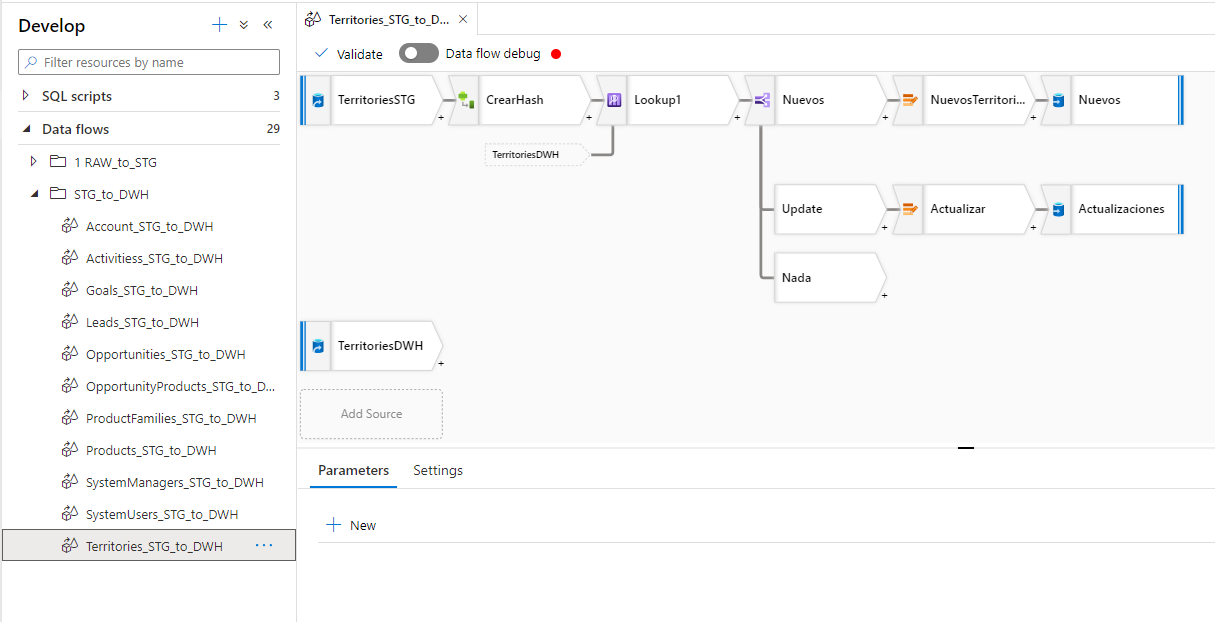 Develop
Filter resources by name
SQL scripts 3
Data flows 29
1 RAW_to_STG
STG_to_DWH
Account_STG_to_DWH
Activitiess_STG_to_DWH
Goals_STG_to_DWH
Leads_STG_to_DWH
Opportunities_STG_to_DWH
OpportunityProducts_STG_to_D...
ProductFamilies_STG_to_DWH
Products_STG_to_DWH
SystemManagers_STG_to_DWH
SystemUsers_STG_to_DWH
Territories_STG_to_DWH ...
Territories_STG_to_D...
Validate Data flow debug
TerritoriesSTG CrearHash Lookup1 Nuevos NuevosTerritori... Nuevos
TerritoriesDWH
Update Actualizar Actualizaciones
Nada
TerritoriesDWH
Add Source
Parameters Settings
New